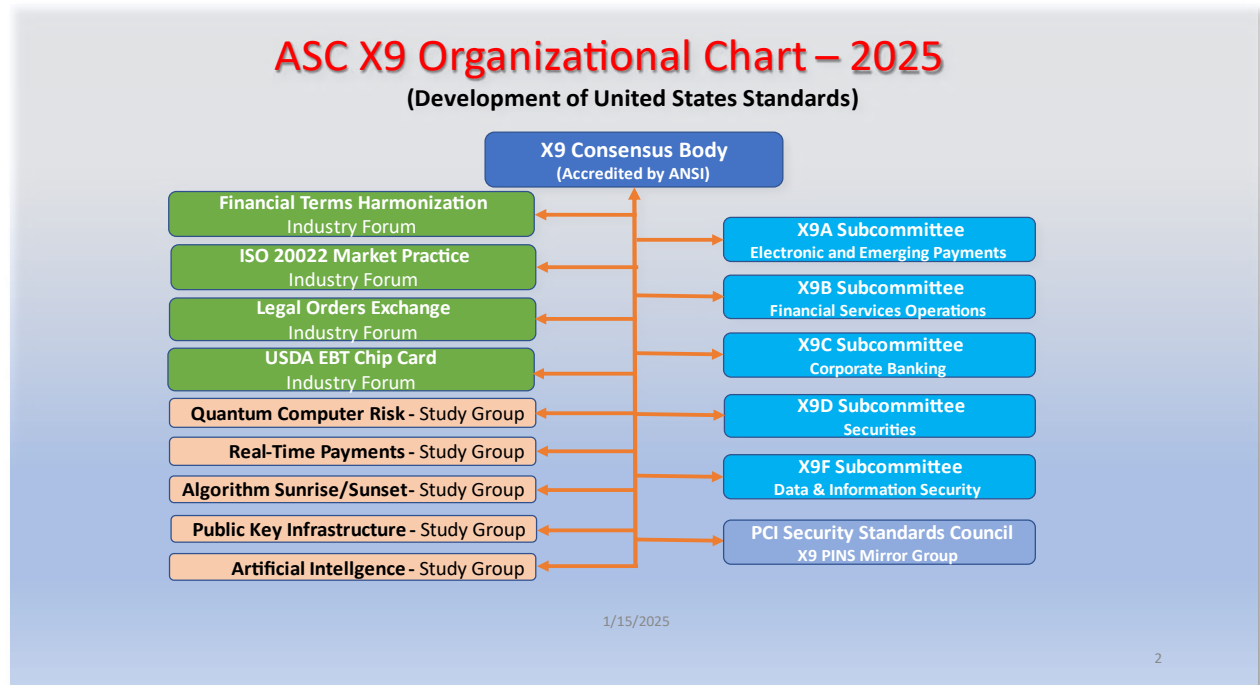 ASC X9 Organizational Chart – 2025
(Development of United States Standards)
X9 Consensus Body
(Accredited by ANSI)
Financial Terms Harmonization
Industry Forum
ISO 20022 Market Practice
Industry Forum
Legal Orders Exchange
Industry Forum
USDA EBT Chip Card
Industry Forum
Quantum Computer Risk - Study Group
Real-Time Payments - Study Group
Algorithm Sunrise/Sunset- Study Group
Public Key Infrastructure - Study Group
Artificial Intellgence - Study Group
X9A Subcommittee
Electronic and Emerging Payments
X9B Subcommittee
Financial Services Operations
X9C Subcommittee
Corporate Banking
X9D Subcommittee
Securities
X9F Subcommittee
Data & Information Security
PCI Security Standards Council
X9 PINS Mirror Group
1/15/2025
2